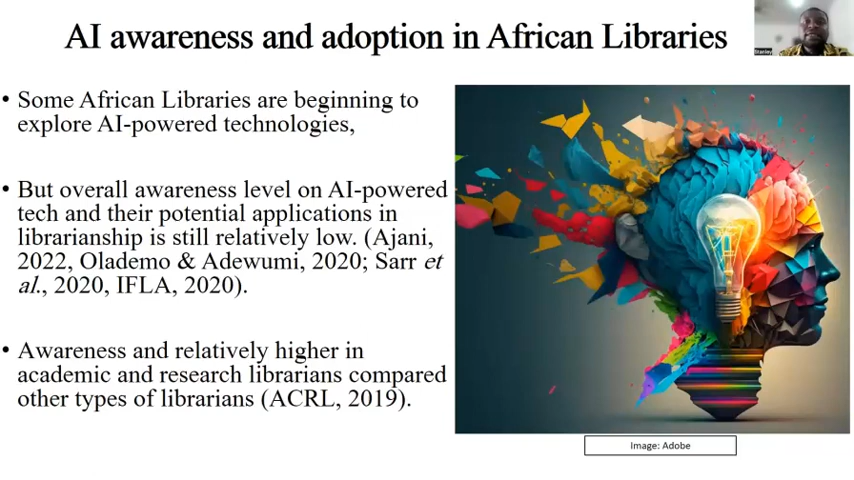 AI awareness and adoption in African Libraries
Stanley
• Some African Libraries are beginning to
explore AI-powered technologies,
• But overall awareness level on AI-powered
tech and their potential applications in
librarianship is still relatively low. (Ajani,
2022, Olademo & Adewumi, 2020; Sarr et
al., 2020, IFLA, 2020).
• Awareness and relatively higher in
academic and research librarians compared
other types of librarians (ACRL, 2019).
Image: Adobe